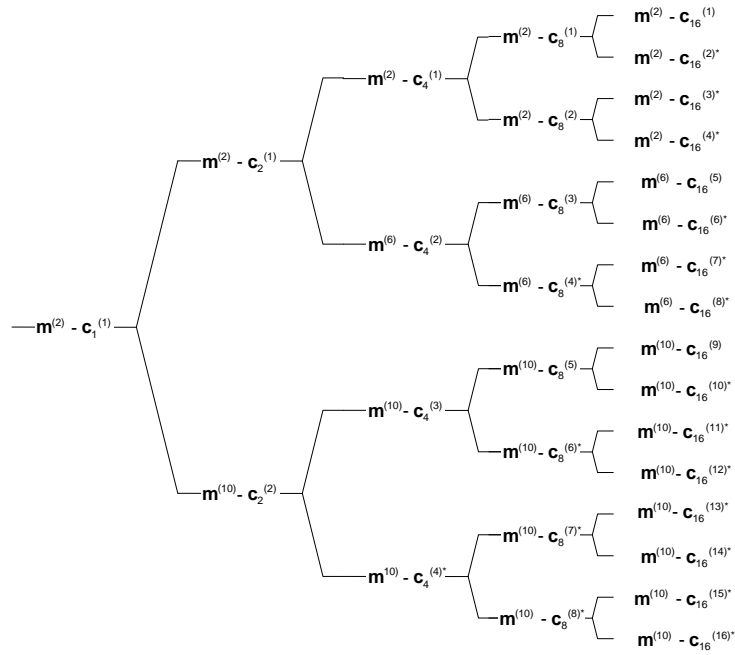 m(2) - c16(1)
m(2) - c8(1)
m(2) - c16(2)*
m(2) - c4(1)
m(2) - c16(3)*
m(2) - c8(2)
m(2) - c16(4)*
m(2) - c2(1)
m(6) - c16(5)
m(6) - c8(3)
m(6) - c16(6)*
m(6) - c4(2)
m(6) - c16(7)*
m(6) - c8(4)*
m(6) - c16(8)*
m(2) - c1(1)
m(10) - c16(9)
m(10) - c8(5)
m(10) - c16(10)*
m(10) - c4(3)
m(10) - c16(11)*
m(10) - c8(6)*
m(10) - c16(12)*
m(10) - c2(2)
m(10) - c16(13)*
m(10) - c8(7)*
m(10) - c16(14)*
m10) - c4(4)*
m(10) - c16(15)*
m(10) - c8(8)*
m(10) - c16(16)*